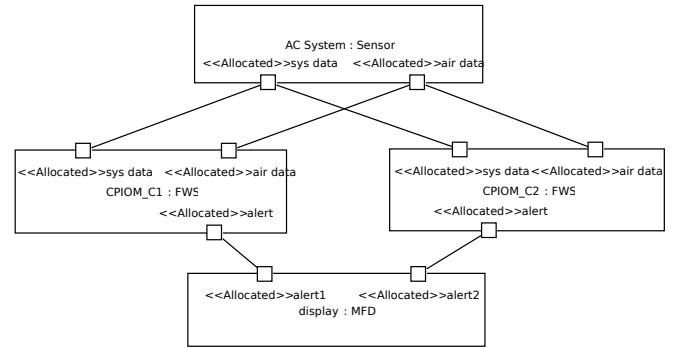 AC System : Sensor
<<Allocated>>sys data <<Allocated>>air data
<<Allocated>>sys data <<Allocated>>air data
CPIOM_C1 : FWS
<<Allocated>>alert
<<Allocated>>sys data <<Allocated>>air data
CPIOM_C2 : FWS
<<Allocated>>alert
<<Allocated>>alert1 <<Allocated>>alert2
display : MFD